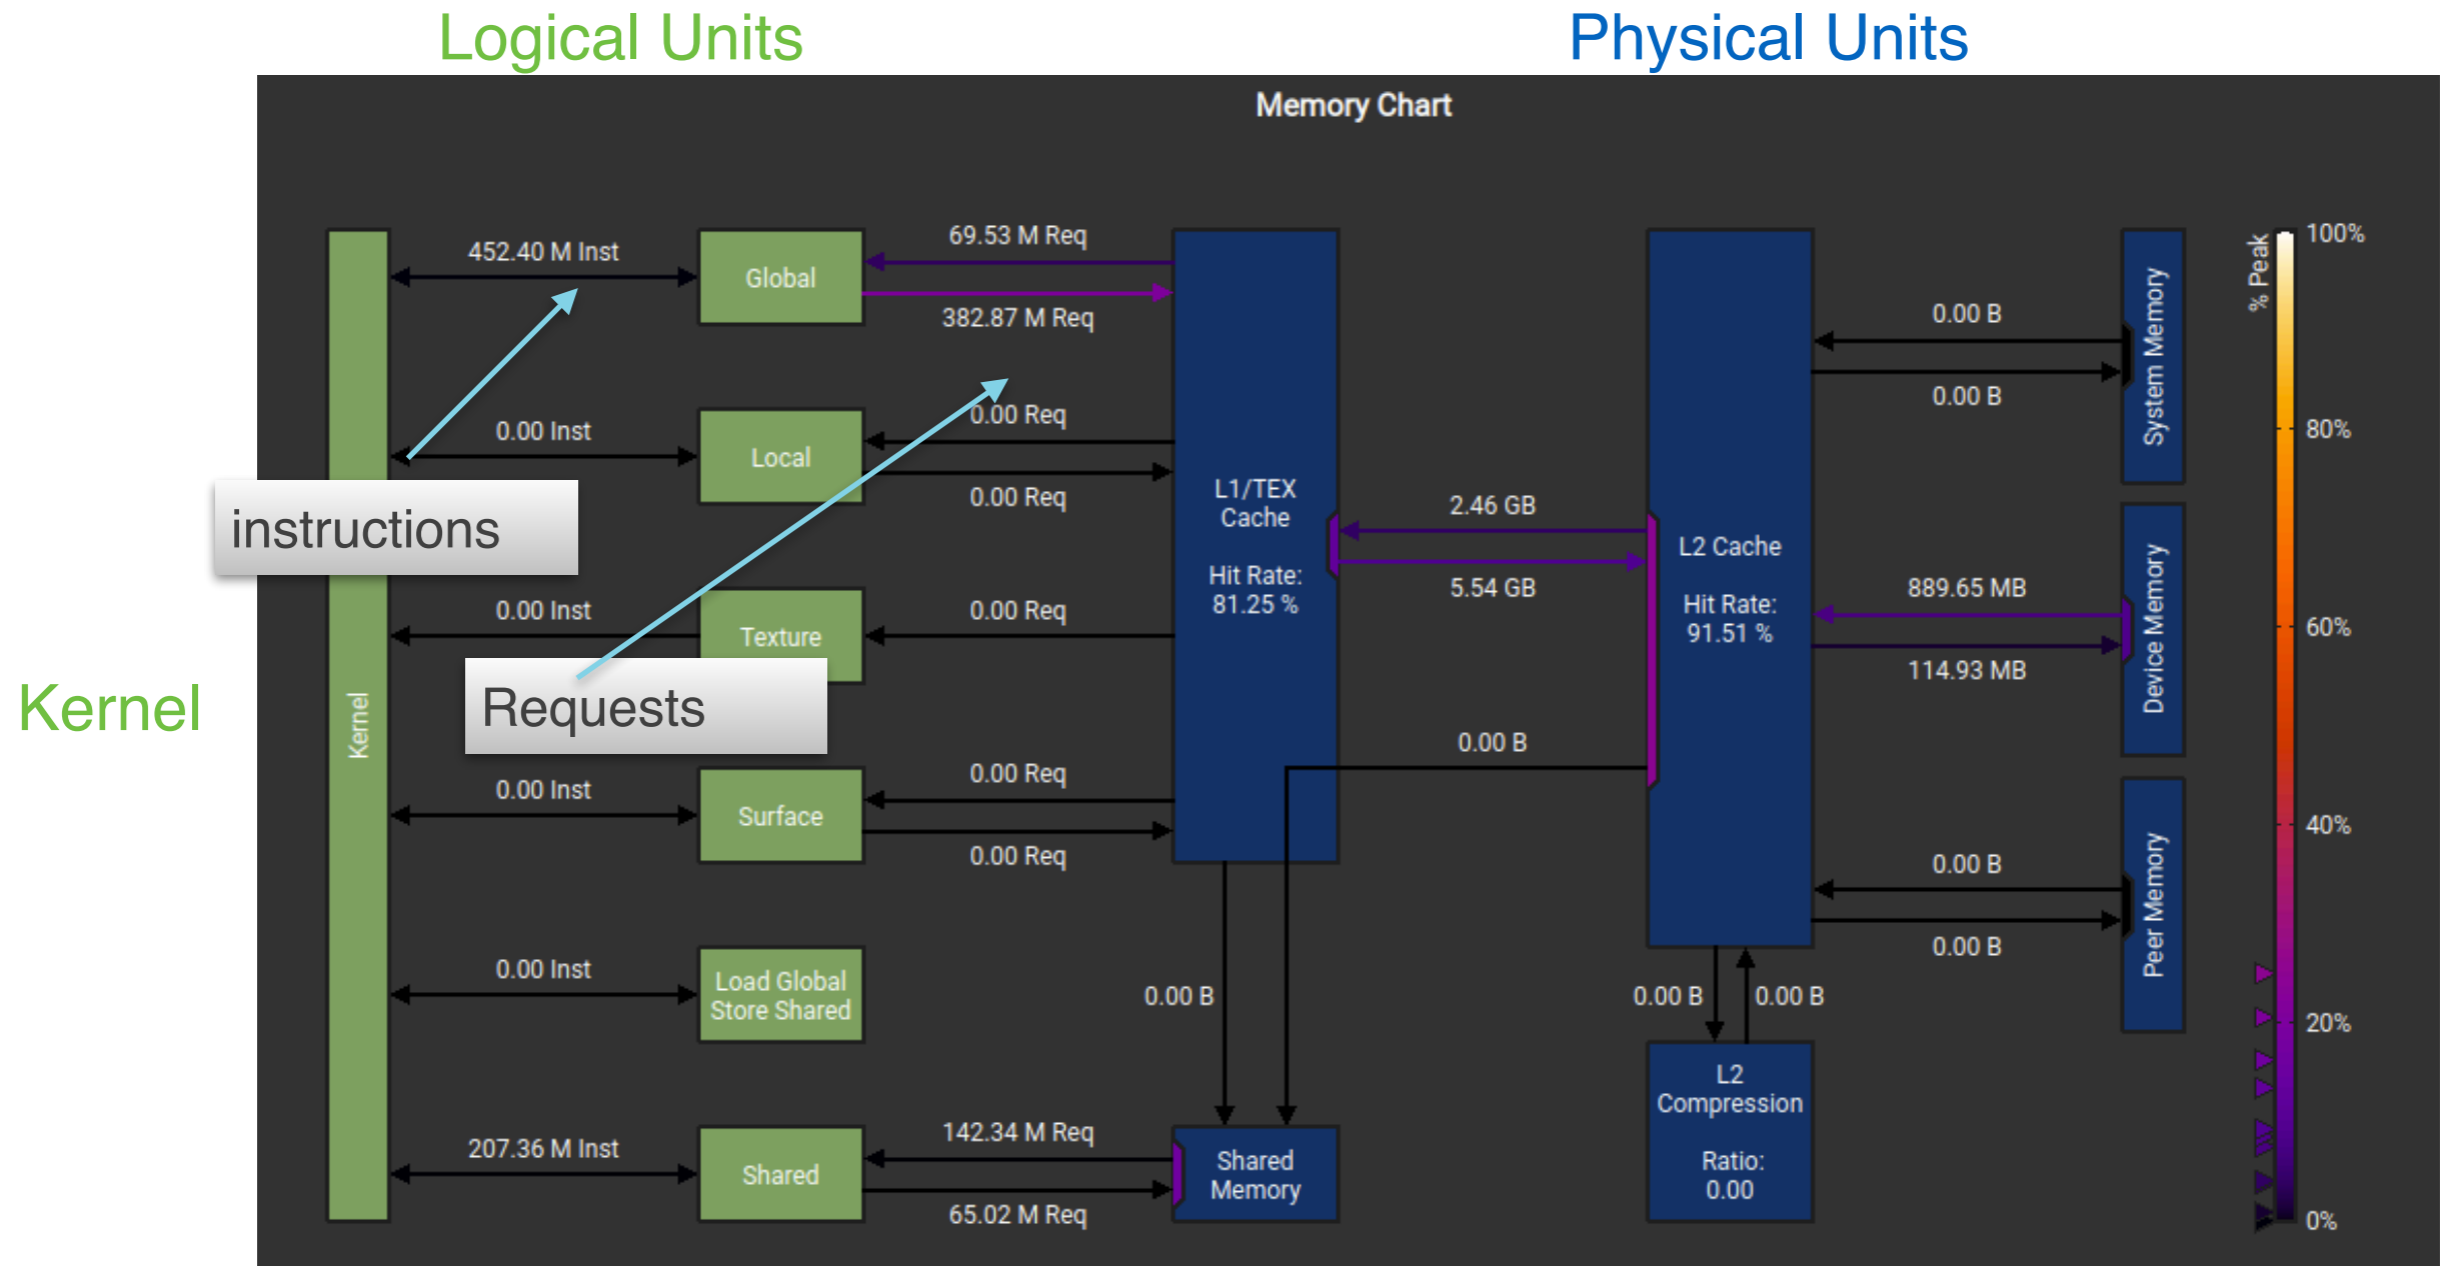 Logical Units
Physical Units
Memory Chart
452.40 M Inst
Global
69.53 M Req
382.87 M Req
0.00 Inst
Local
0.00 Req
0.00 Req
instructions
0.00 Inst
Texture
0.00 Req
Requests
Kernel
Kernel
0.00 Inst
Surface
0.00 Req
0.00 Req
0.00 Inst
Load Global
Store Shared
207.36 M Inst
Shared
142.34 M Req
65.02 M Req
L1/TEX
Cache
Hit Rate:
81.25 %
0.00 B
Shared
Memory
2.46 GB
5.54 GB
0.00 B
L2 Cache
Hit Rate:
91.51 %
0.00 B
0.00 B
L2
Compression
Ratio:
0.00
0.00 B
0.00 B
System Memory
889.65 MB
114.93 MB
Device Memory
0.00 B
0.00 B
Peer Memory
% Peak
100%
80%
60%
40%
20%
0%